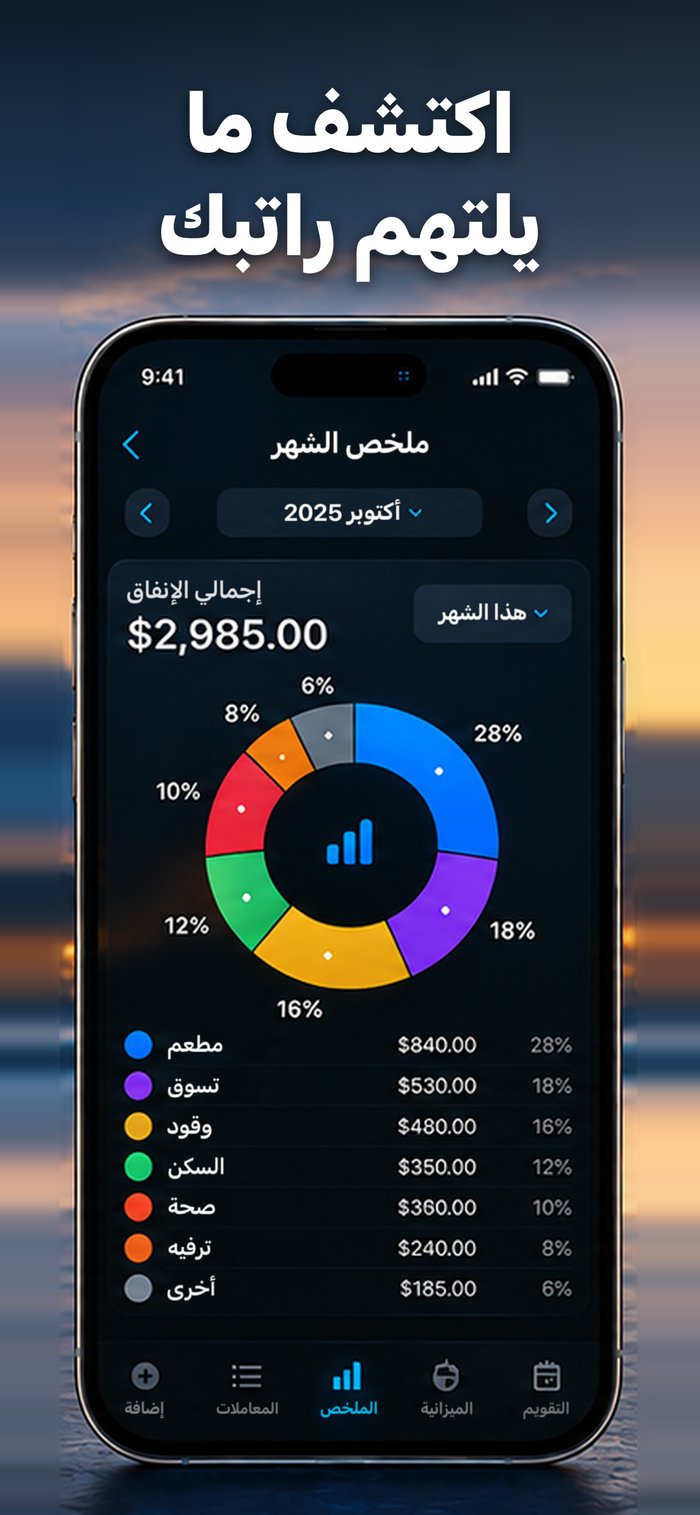 اكتشف ما
يلتهم راتبك
9:41
ملخص الشهر
أكتوبر 2025
إجمالي الإنفاق
$2,985.00
هذا الشهر
6%
8%
28%
10%
12%
18%
16%
مطعم $840.00 28%
تسوق $530.00 18%
وقود $480.00 16%
السكن $350.00 12%
صحة $360.00 10%
ترفيه $240.00 8%
أخرى $185.00 6%
إضافة
المعاملات
الملخص
الميزانية
التقويم